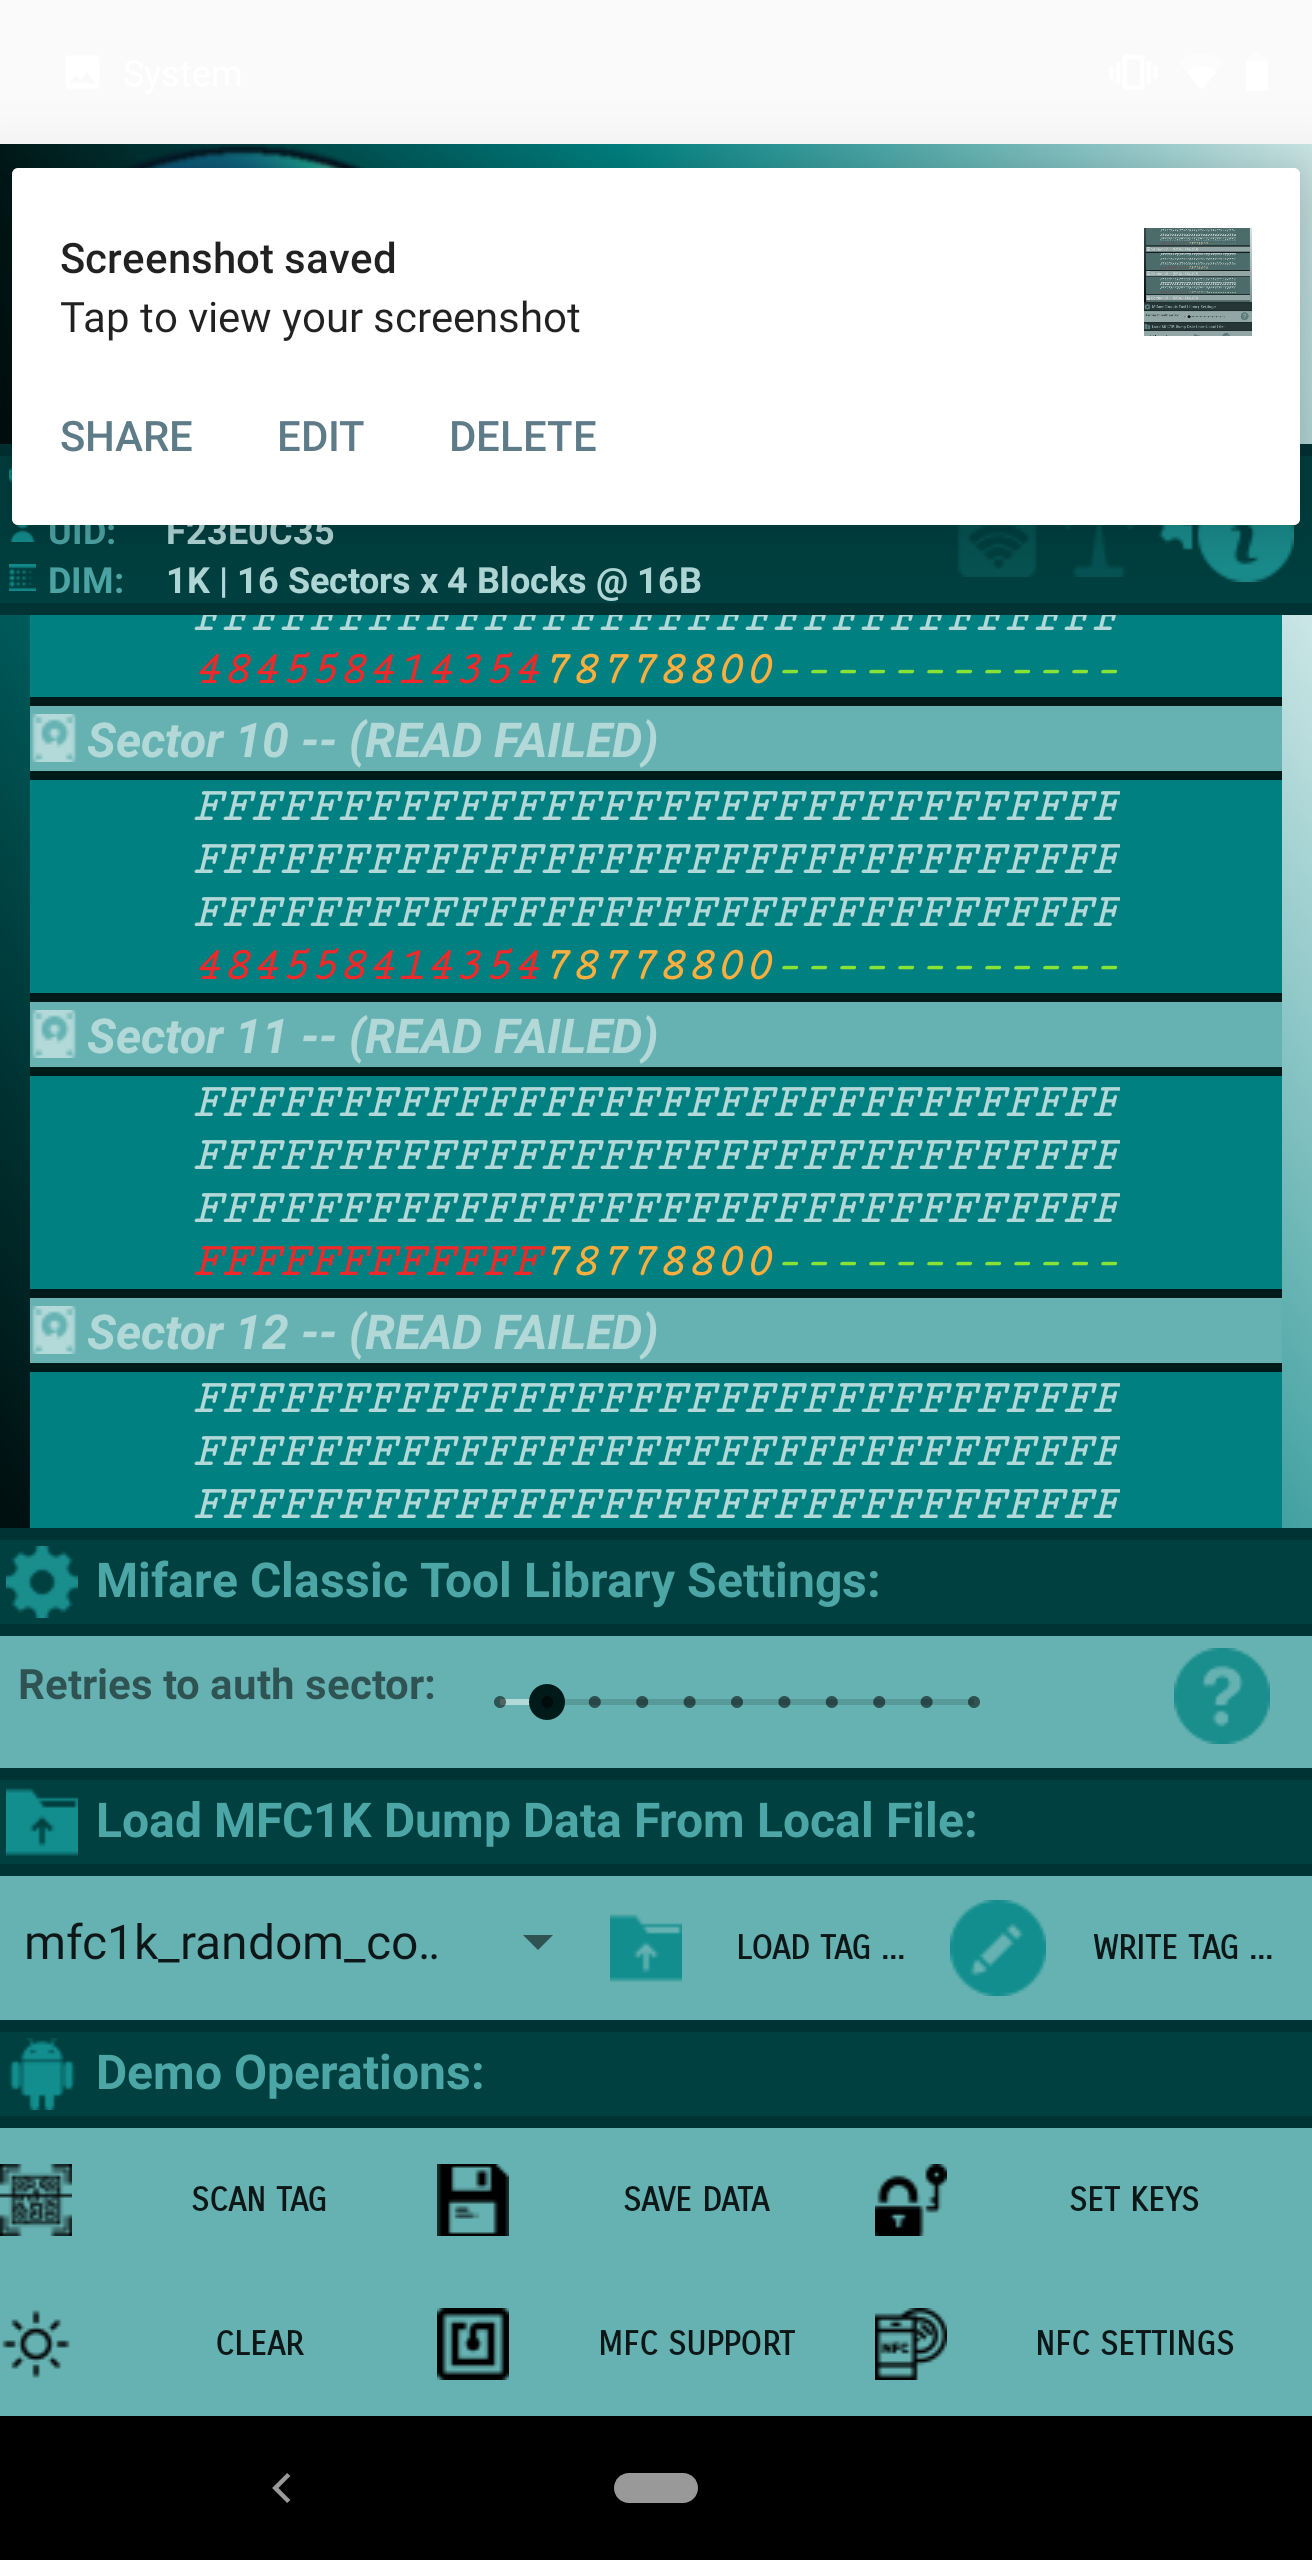 System
Screenshot saved
Tap to view your screenshot
SHARE EDIT DELETE
UID: F23E0C35
DIM: 1K | 16 Sectors x 4 Blocks @ 16B
FFFFFFFFFFFFFFFFFFFFFFFFFFFFFFFF
48455841435478778800------------
Sector 10 -- (READ FAILED)
FFFFFFFFFFFFFFFFFFFFFFFFFFFFFFFF
FFFFFFFFFFFFFFFFFFFFFFFFFFFFFFFF
FFFFFFFFFFFFFFFFFFFFFFFFFFFFFFFF
48455841435478778800------------
Sector 11 -- (READ FAILED)
FFFFFFFFFFFFFFFFFFFFFFFFFFFFFFFF
FFFFFFFFFFFFFFFFFFFFFFFFFFFFFFFF
FFFFFFFFFFFFFFFFFFFFFFFFFFFFFFFF
FFFFFFFFFFFF78778800------------
Sector 12 -- (READ FAILED)
FFFFFFFFFFFFFFFFFFFFFFFFFFFFFFFF
FFFFFFFFFFFFFFFFFFFFFFFFFFFFFFFF
FFFFFFFFFFFFFFFFFFFFFFFFFFFFFFFF
Mifare Classic Tool Library Settings:
Retries to auth sector:
Load MFC1K Dump Data From Local File:
mfc1k_random_co.. LOAD TAG ... WRITE TAG ...
Demo Operations:
SCAN TAG SAVE DATA SET KEYS
CLEAR MFC SUPPORT NFC SETTINGS